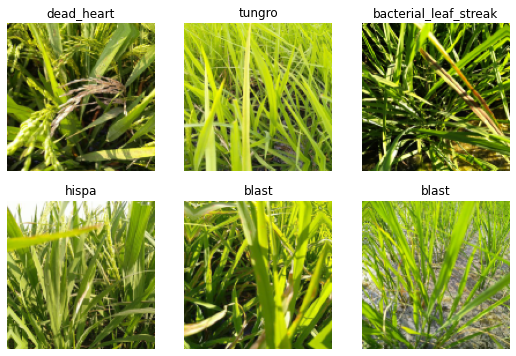 dead_heart
tungro
bacterial_leaf_streak
hispa
blast
blast